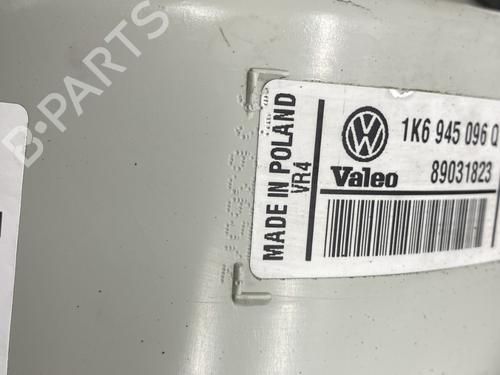 1K6 945 096 Q
Valeo
89031823
MADE IN POLAND
VR4
B-PARTS